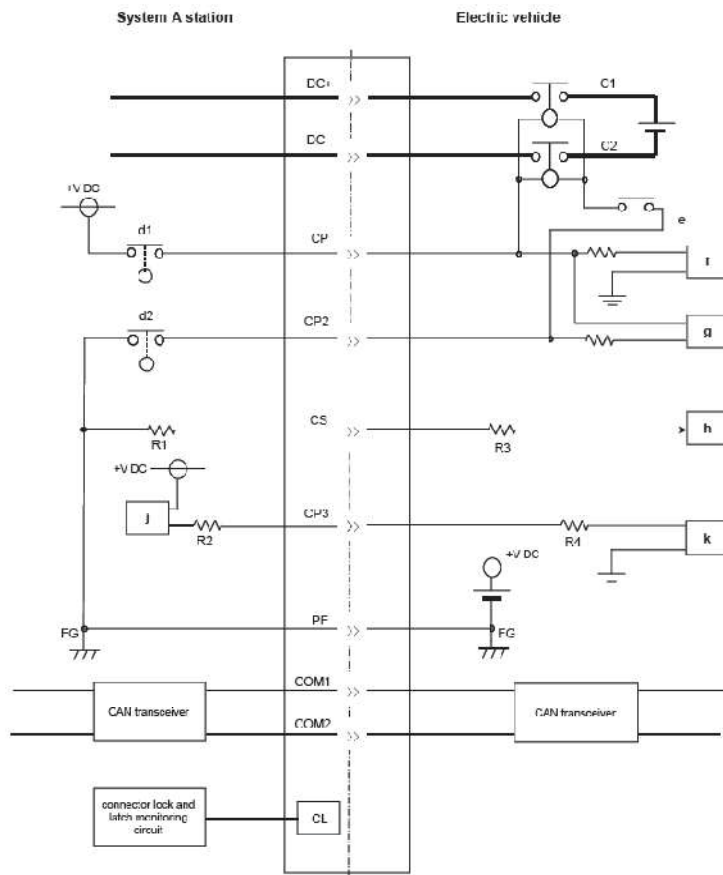 System A station
Electric vehicle
DC+
C1
DC
C2
+V DC
d1
CP
e
f
d2
CP2
g
CS
R1
R3
h
+V DC
j
CP3
R2
R4
k
+V DC
FG
PE
FG
COM1
CAN transceiver
CAN transceiver
COM2
connector lock and
latch monitoring
circuit
CL